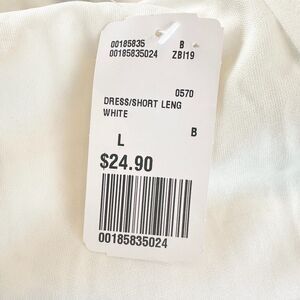 00185835 B
00185835024 ZBI19
0570
DRESS/SHORT LENG
WHITE
B
L
$24.90
00185835024